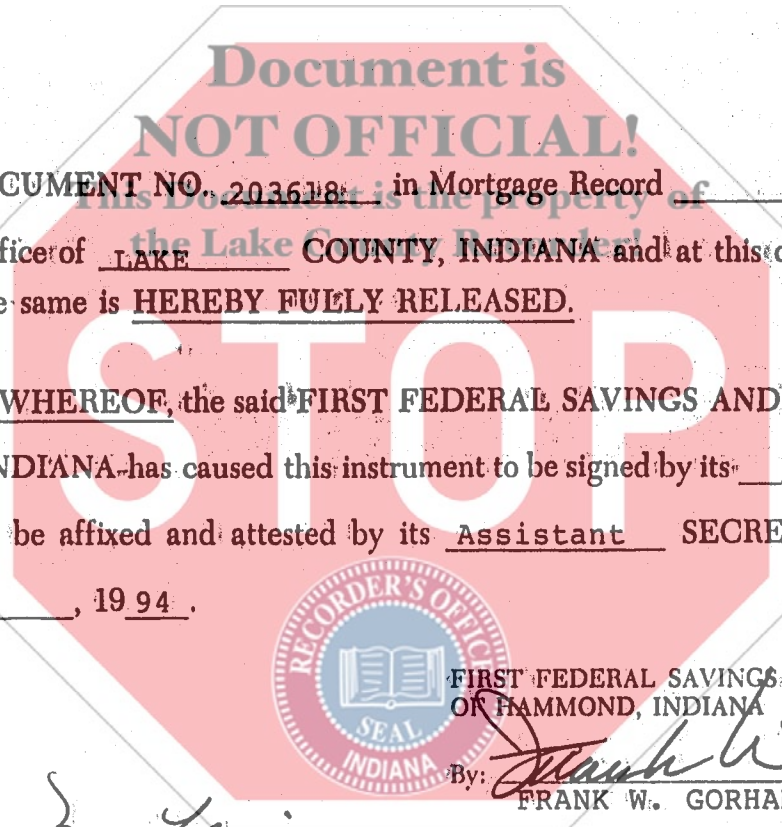 Document is
NOT OFFICIAL!
CUMENT NO. 203618 in Mortgage Record
This Document is the property of
fice of LAKE COUNTY, INDIANA and at this
the Lake County Recorder!
same is HEREBY FULLY RELEASED.
STOP
WHEREOF, the said FIRST FEDERAL SAVINGS AND
NDIANA has caused this instrument to be signed by its
be affixed and attested by its Assistant SECRE
, 19 94 .
RECORDER'S OFFICE
SEAL
INDIANA
FIRST FEDERAL SAVINGS
OF HAMMOND, INDIANA
By:
FRANK W. GORHA